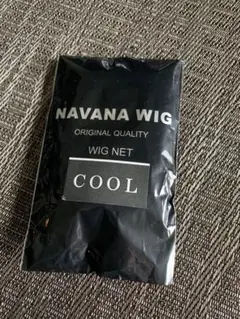 NAVANA WIG
ORIGINAL QUALITY
WIG NET
COOL